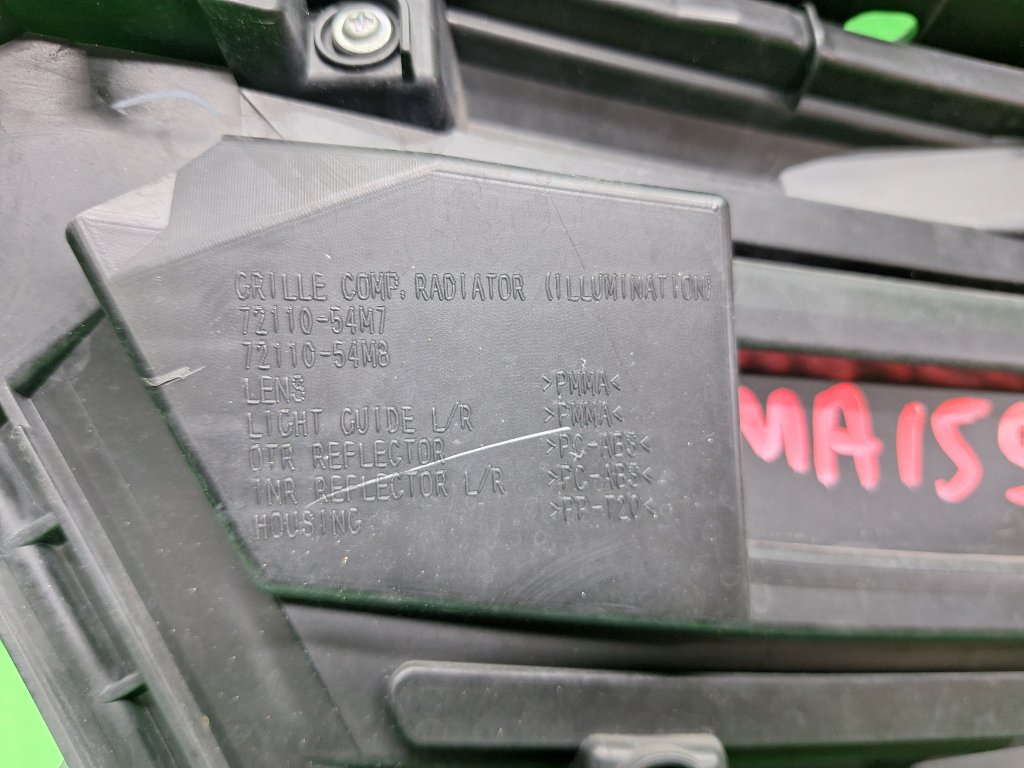 GRILLE COMP, RADIATOR (ILLUMINATION)
72110-54M7
72110-54M8
LENS >PMMA<
LIGHT GUIDE L/R >PMMA<
OTR REFLECTOR >PC-ABS<
INR REFLECTOR L/R >PC-ABS<
HOUSING >PP-T20<
MA15S